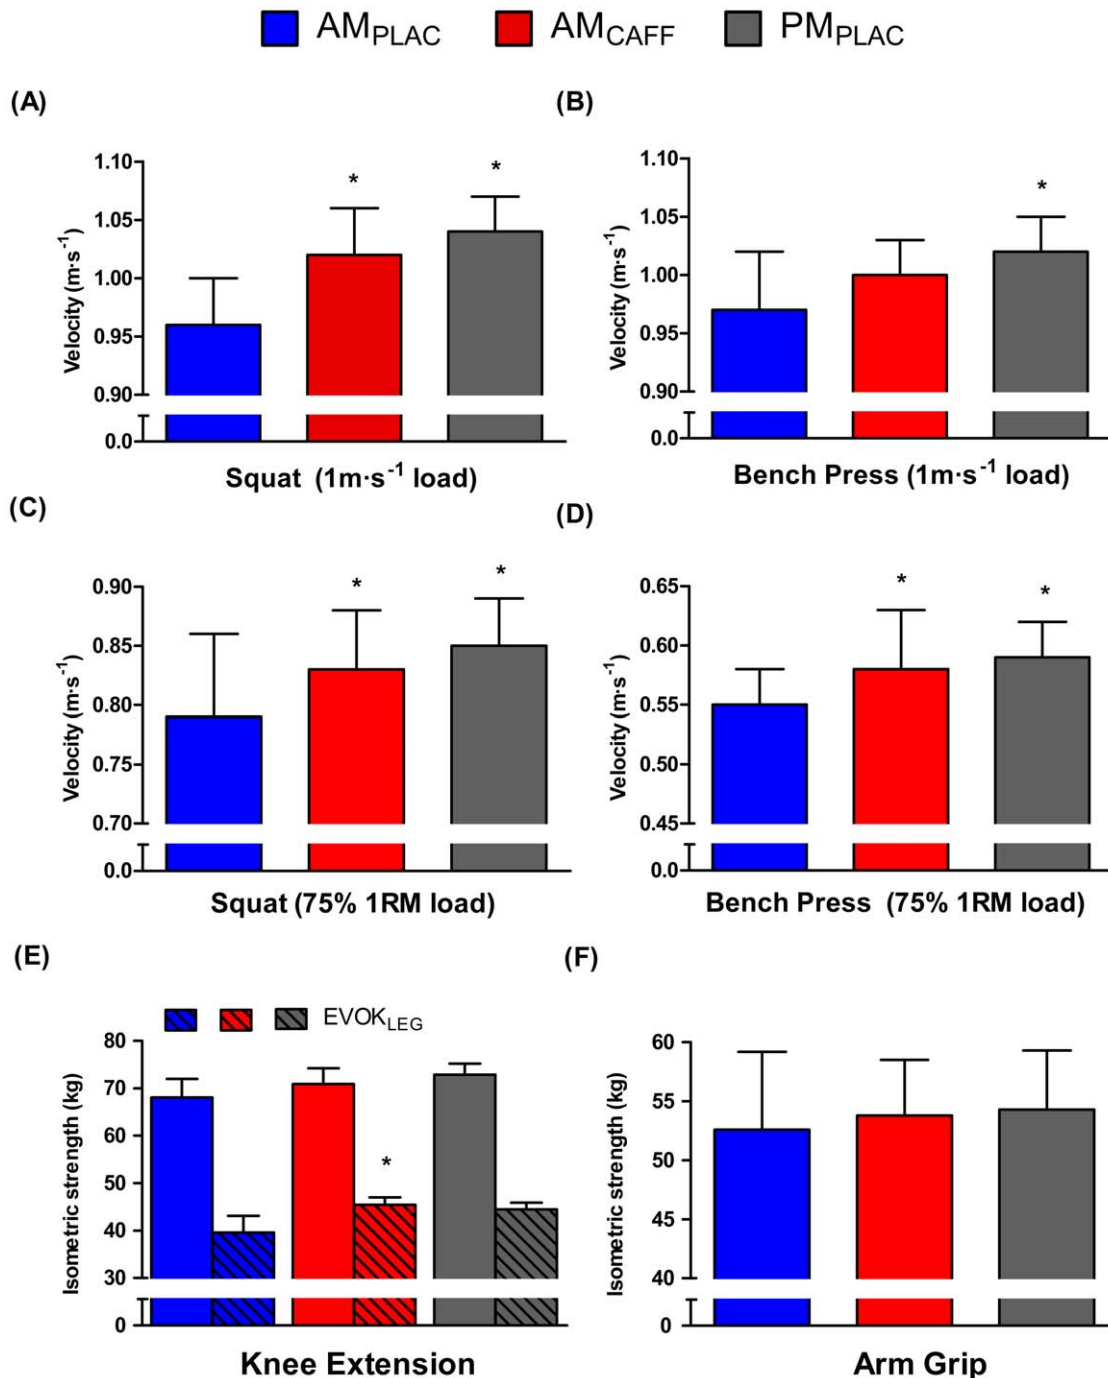 AMPLAC AMCAFF PMPLAC
(A)
*
*
1.10
1.05
1.00
0.95
0.90
0.0
Velocity (m·s-1)
Squat (1m·s-1 load)
(B)
*
1.10
1.05
1.00
0.95
0.90
0.0
Velocity (m·s-1)
Bench Press (1m·s-1 load)
(C)
*
*
0.90
0.85
0.80
0.75
0.70
0.0
Velocity (m·s-1)
Squat (75% 1RM load)
(D)
*
*
0.65
0.60
0.55
0.50
0.45
0.0
Velocity (m·s-1)
Bench Press (75% 1RM load)
(E)
EVOKLEG
*
80
70
60
50
40
30
0
Isometric strength (kg)
Knee Extension
(F)
60
55
50
45
40
0
Isometric strength (kg)
Arm Grip